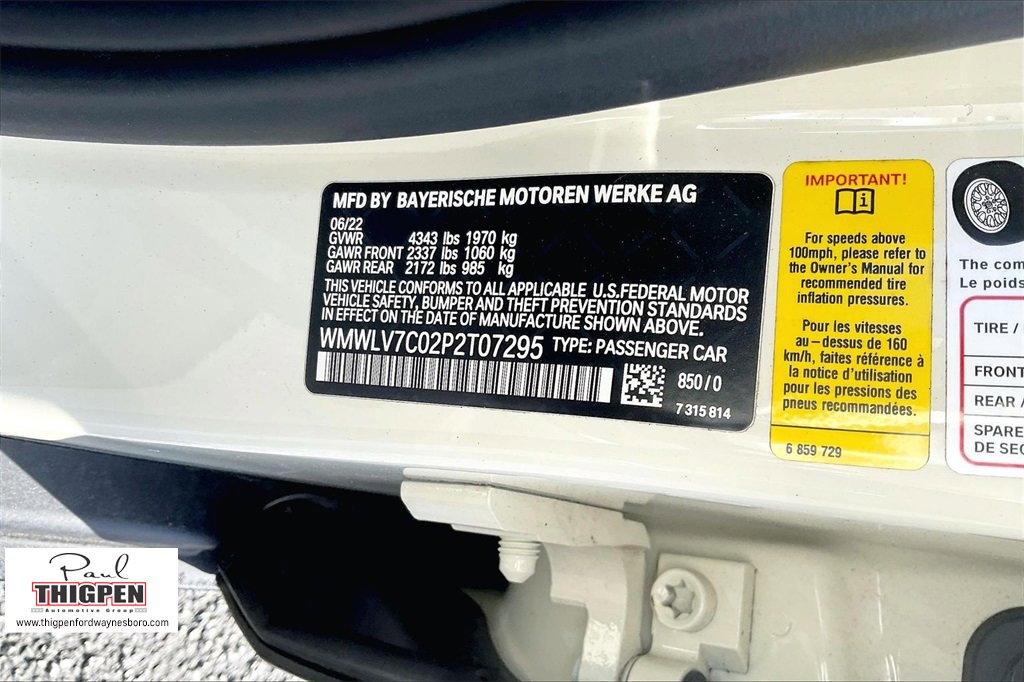 MFD BY BAYERISCHE MOTOREN WERKE AG
06/22
GVWR 4343 lbs 1970 kg
GAWR FRONT 2337 lbs 1060 kg
GAWR REAR 2172 lbs 985 kg
THIS VEHICLE CONFORMS TO ALL APPLICABLE U.S.FEDERAL MOTOR
VEHICLE SAFETY, BUMPER AND THEFT PREVENTION STANDARDS
IN EFFECT ON THE DATE OF MANUFACTURE SHOWN ABOVE.
WMWLV7C02P2T07295 TYPE: PASSENGER CAR
850/0
7 315 814
IMPORTANT!
i
For speeds above
100mph, please refer to
the Owner's Manual for
recommended tire
inflation pressures.
Pour les vitesses
au-dessus de 160
km/h, faites référence à
la notice d'utilisation
pour les pressions des
pneus recommandées.
6 859 729
The com
Le poids
TIRE /
FRONT
REAR /
SPARE
DE SEC
Paul
THIGPEN
Automotive Group
www.thigpenfordwaynesboro.com